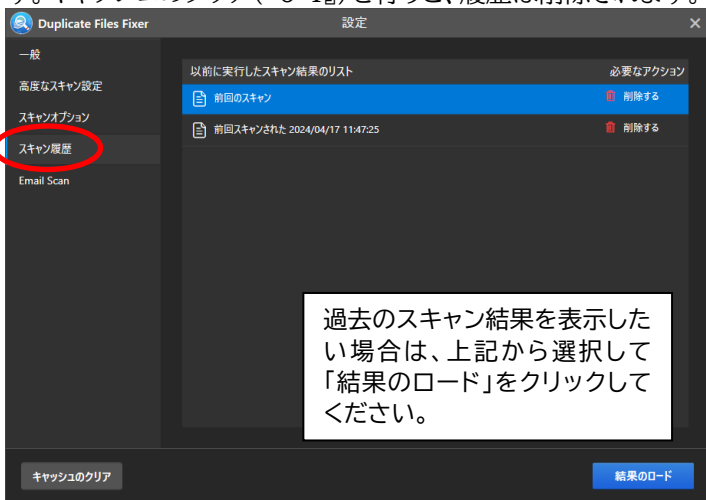 Duplicate Files Fixer
設定
一般
高度なスキャン設定
スキャンオプション
スキャン履歴
Email Scan
以前に実行したスキャン結果のリスト
必要なアクション
前回のスキャン
削除する
前回スキャンされた 2024/04/17 11:47:25
削除する
過去のスキャン結果を表示した
い場合は、上記から選択して
「結果のロード」をクリックして
ください。
キャッシュのクリア
結果のロード